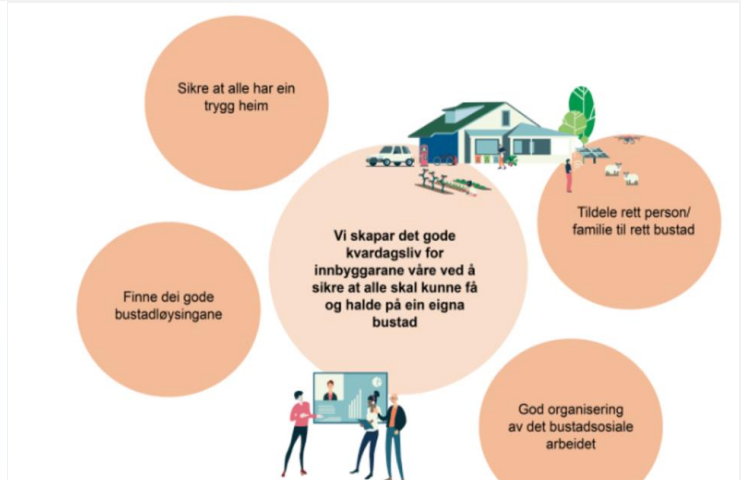 Sikre at alle har ein
trygg heim
Tildele rett person/
familie til rett bustad
Vi skapar det gode
kvardagsliv for
innbyggarane våre ved å
sikre at alle skal kunne få
og halde på ein eigna
bustad
Finne dei gode
bustadløysingane
God organisering
av det bustadsosiale
arbeidet